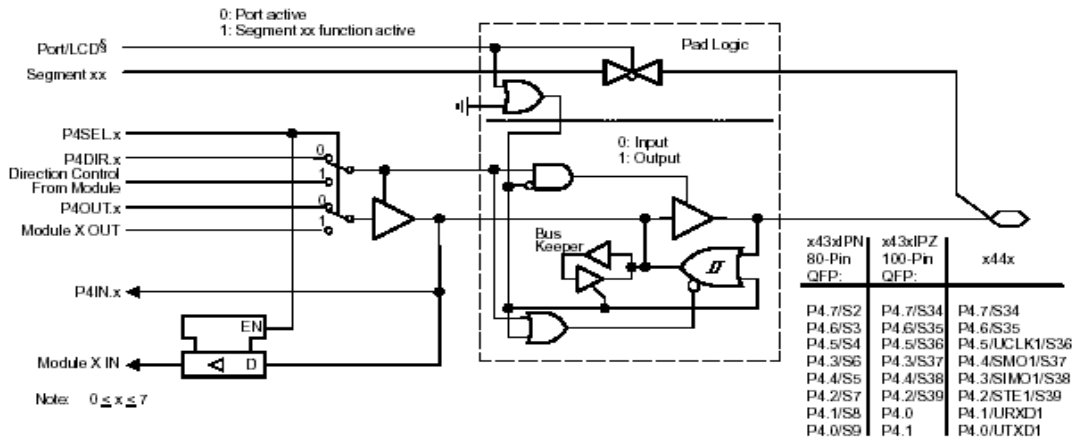 0: Port active
1: Segment xx function active
Port/LCD§
Segment xx
Pad Logic
P4SEL.x
P4DIR.x
Direction Control
From Module
P4OUT.x
Module X OUT
0
1
0
1
0: Input
1: Output
Bus
Keeper
P4IN.x
EN
D
Module X IN
Note: 0 ≤ x ≤ 7
x43xIPN x43xIPZ x44x
80-Pin 100-Pin
QFP: QFP:
P4.7/S2 P4.7/S34 P4.7/S34
P4.6/S3 P4.6/S35 P4.6/S35
P4.5/S4 P4.5/S36 P4.5/UCLK1/S36
P4.3/S6 P4.3/S37 P4.4/SMO1/S37
P4.4/S5 P4.4/S38 P4.3/SIMO1/S38
P4.2/S7 P4.2/S39 P4.2/STE1/S39
P4.1/S8 P4.0 P4.1/URXD1
P4.0/S9 P4.1 P4.0/UTXD1